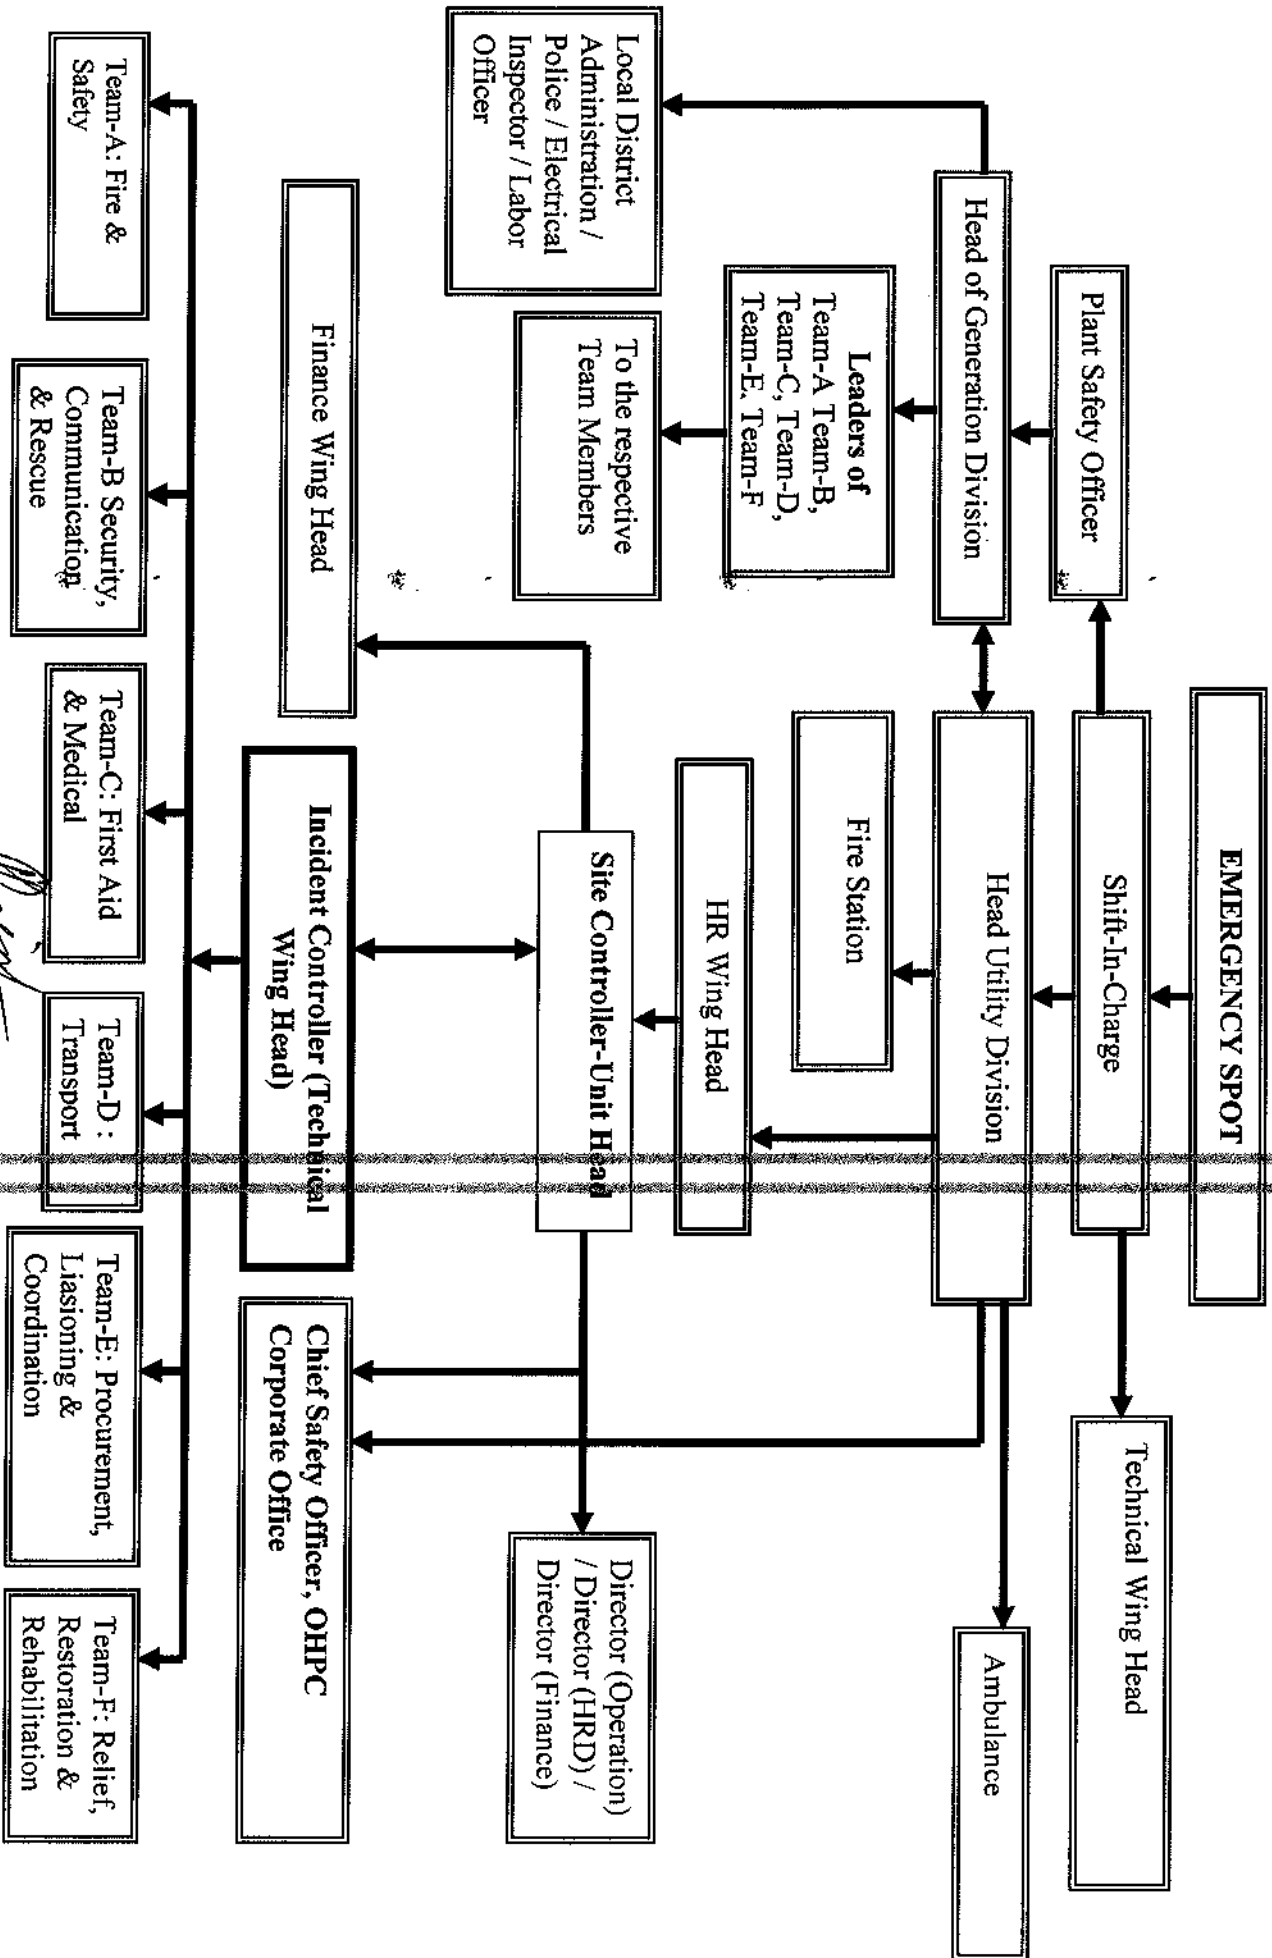 EMERGENCY SPOT
Shift-In-Charge
Plant Safety Officer
Technical Wing Head
Head Utility Division
Head of Generation Division
Ambulance
Fire Station
Leaders of
Team-A Team-B,
Team-C, Team-D,
Team-E, Team-F
HR Wing Head
Local District
Administration /
Police / Electrical
Inspector / Labor
Officer
To the respective
Team Members
Site Controller-Unit Head
Director (Operation)
/ Director (HRD) /
Director (Finance)
Finance Wing Head
Incident Controller (Technical
Wing Head)
Chief Safety Officer, OHPC
Corporate Office
Team-A: Fire &
Safety
Team-B Security,
Communication
& Rescue
Team-C: First Aid
& Medical
Team-D :
Transport
Team-E: Procurement,
Liasioning &
Coordination
Team-F: Relief,
Restoration &
Rehabilitation